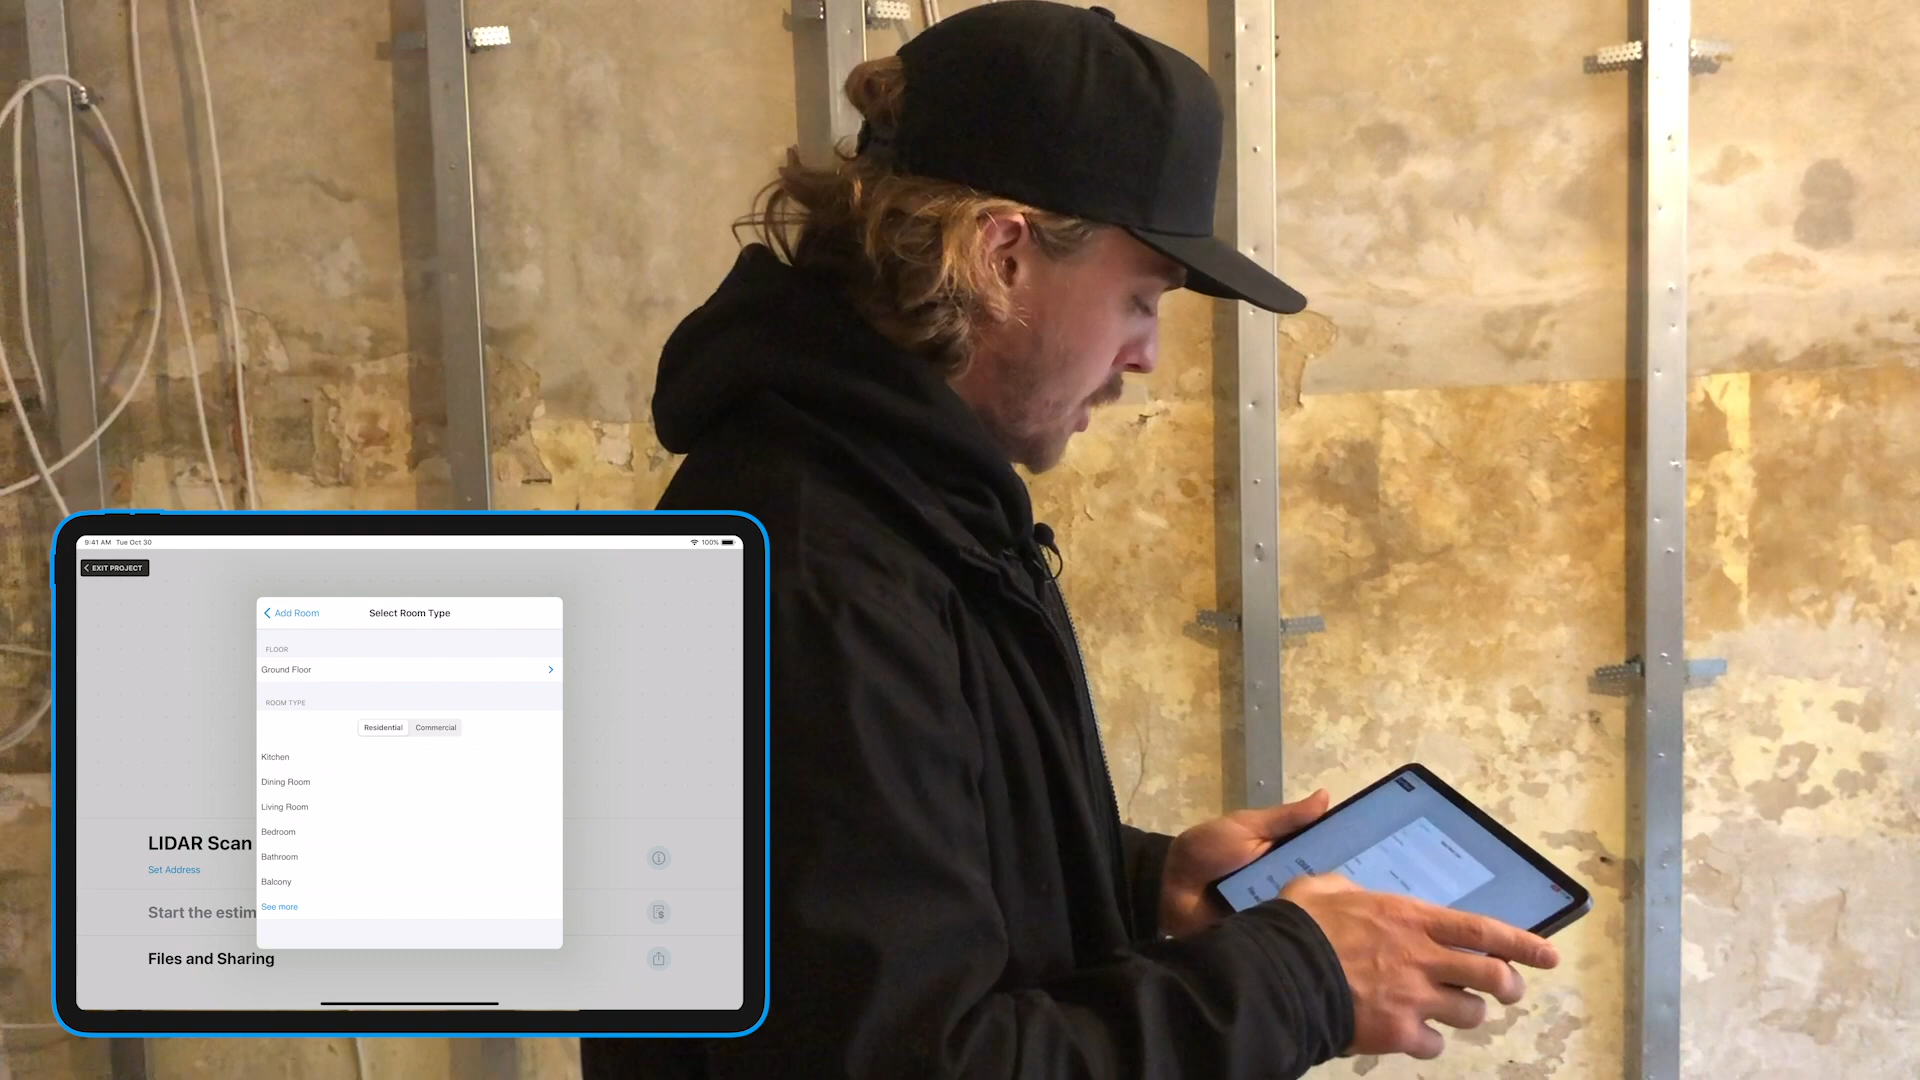 9:41 AM Tue Oct 30
100%
EXIT PROJECT
Add Room
Select Room Type
FLOOR
Ground Floor
ROOM TYPE
Residential
Commercial
Kitchen
Dining Room
Living Room
Bedroom
Bathroom
Balcony
See more
LIDAR Scan
Set Address
Start the estim
Files and Sharing